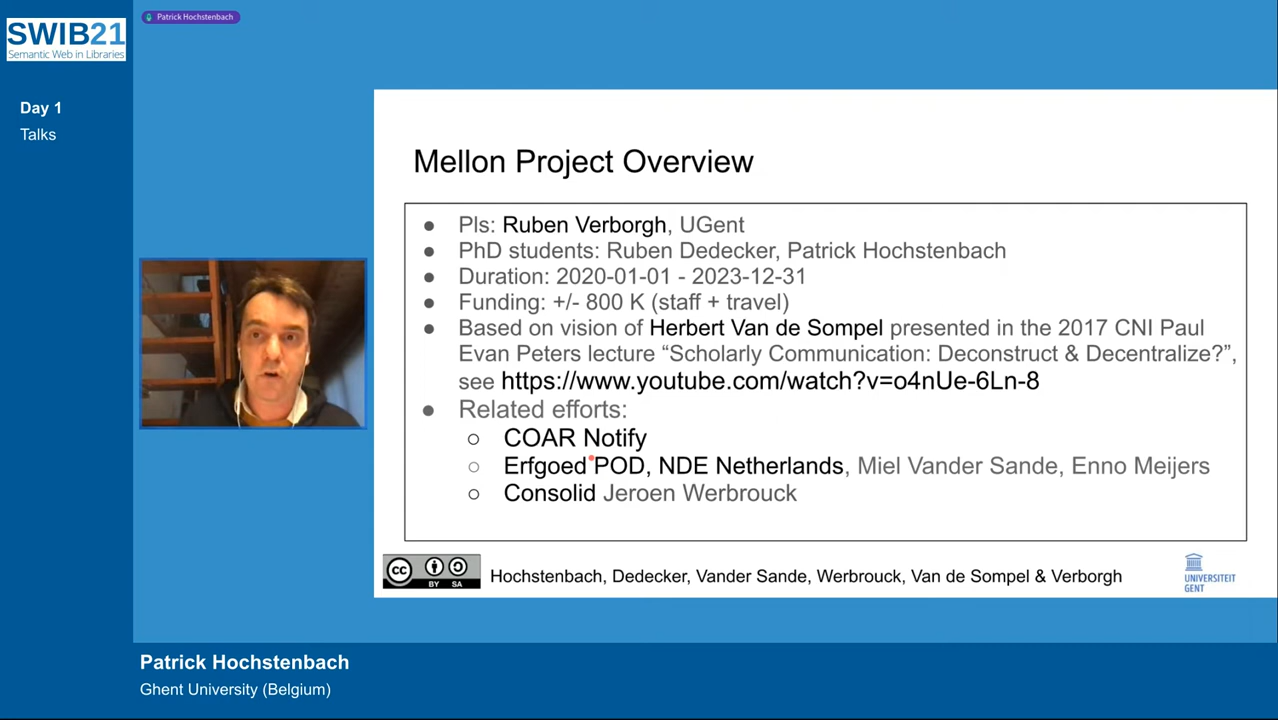 SWIB21
Semantic Web in Libraries
Patrick Hochstenbach
Day 1
Talks
Mellon Project Overview
● PIs: Ruben Verborgh, UGent
● PhD students: Ruben Dedecker, Patrick Hochstenbach
● Duration: 2020-01-01 - 2023-12-31
● Funding: +/- 800 K (staff + travel)
● Based on vision of Herbert Van de Sompel presented in the 2017 CNI Paul
Evan Peters lecture “Scholarly Communication: Deconstruct & Decentralize?”,
see https://www.youtube.com/watch?v=o4nUe-6Ln-8
● Related efforts:
○ COAR Notify
○ Erfgoed POD, NDE Netherlands, Miel Vander Sande, Enno Meijers
○ Consolid Jeroen Werbrouck
cc BY SA
Hochstenbach, Dedecker, Vander Sande, Werbrouck, Van de Sompel & Verborgh
UNIVERSITEIT
GENT
Patrick Hochstenbach
Ghent University (Belgium)